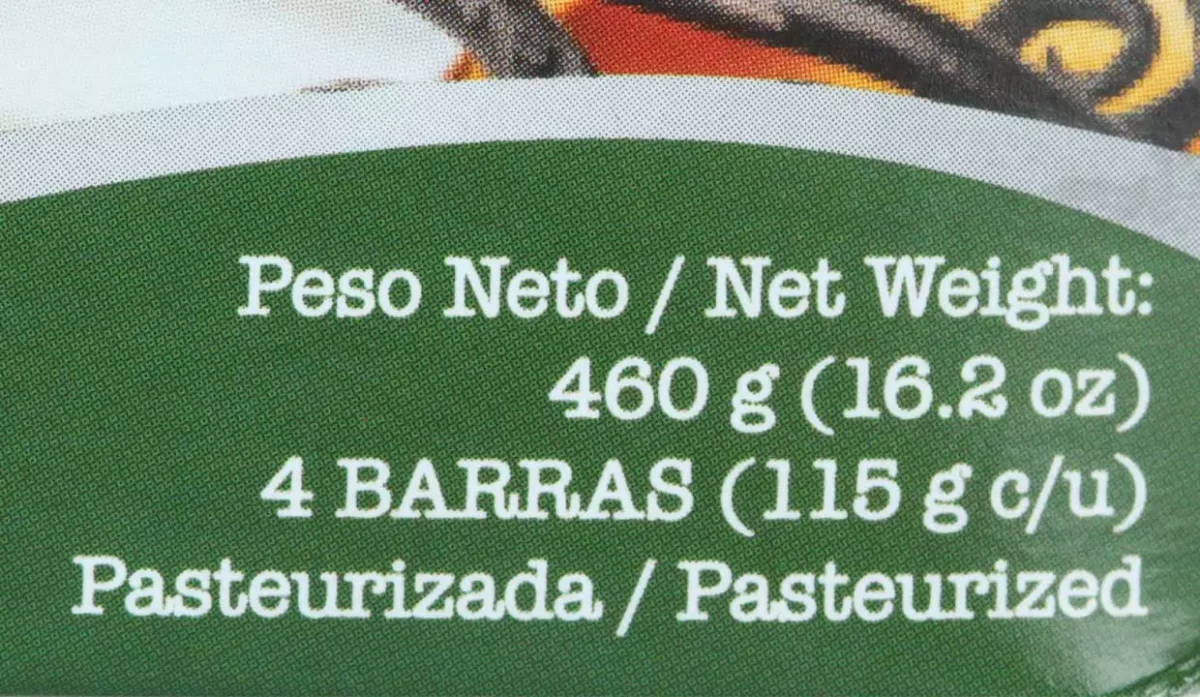 Peso Neto / Net Weight:
460 g (16.2 oz)
4 BARRAS (115 g c/u)
Pasteurizada / Pasteurized